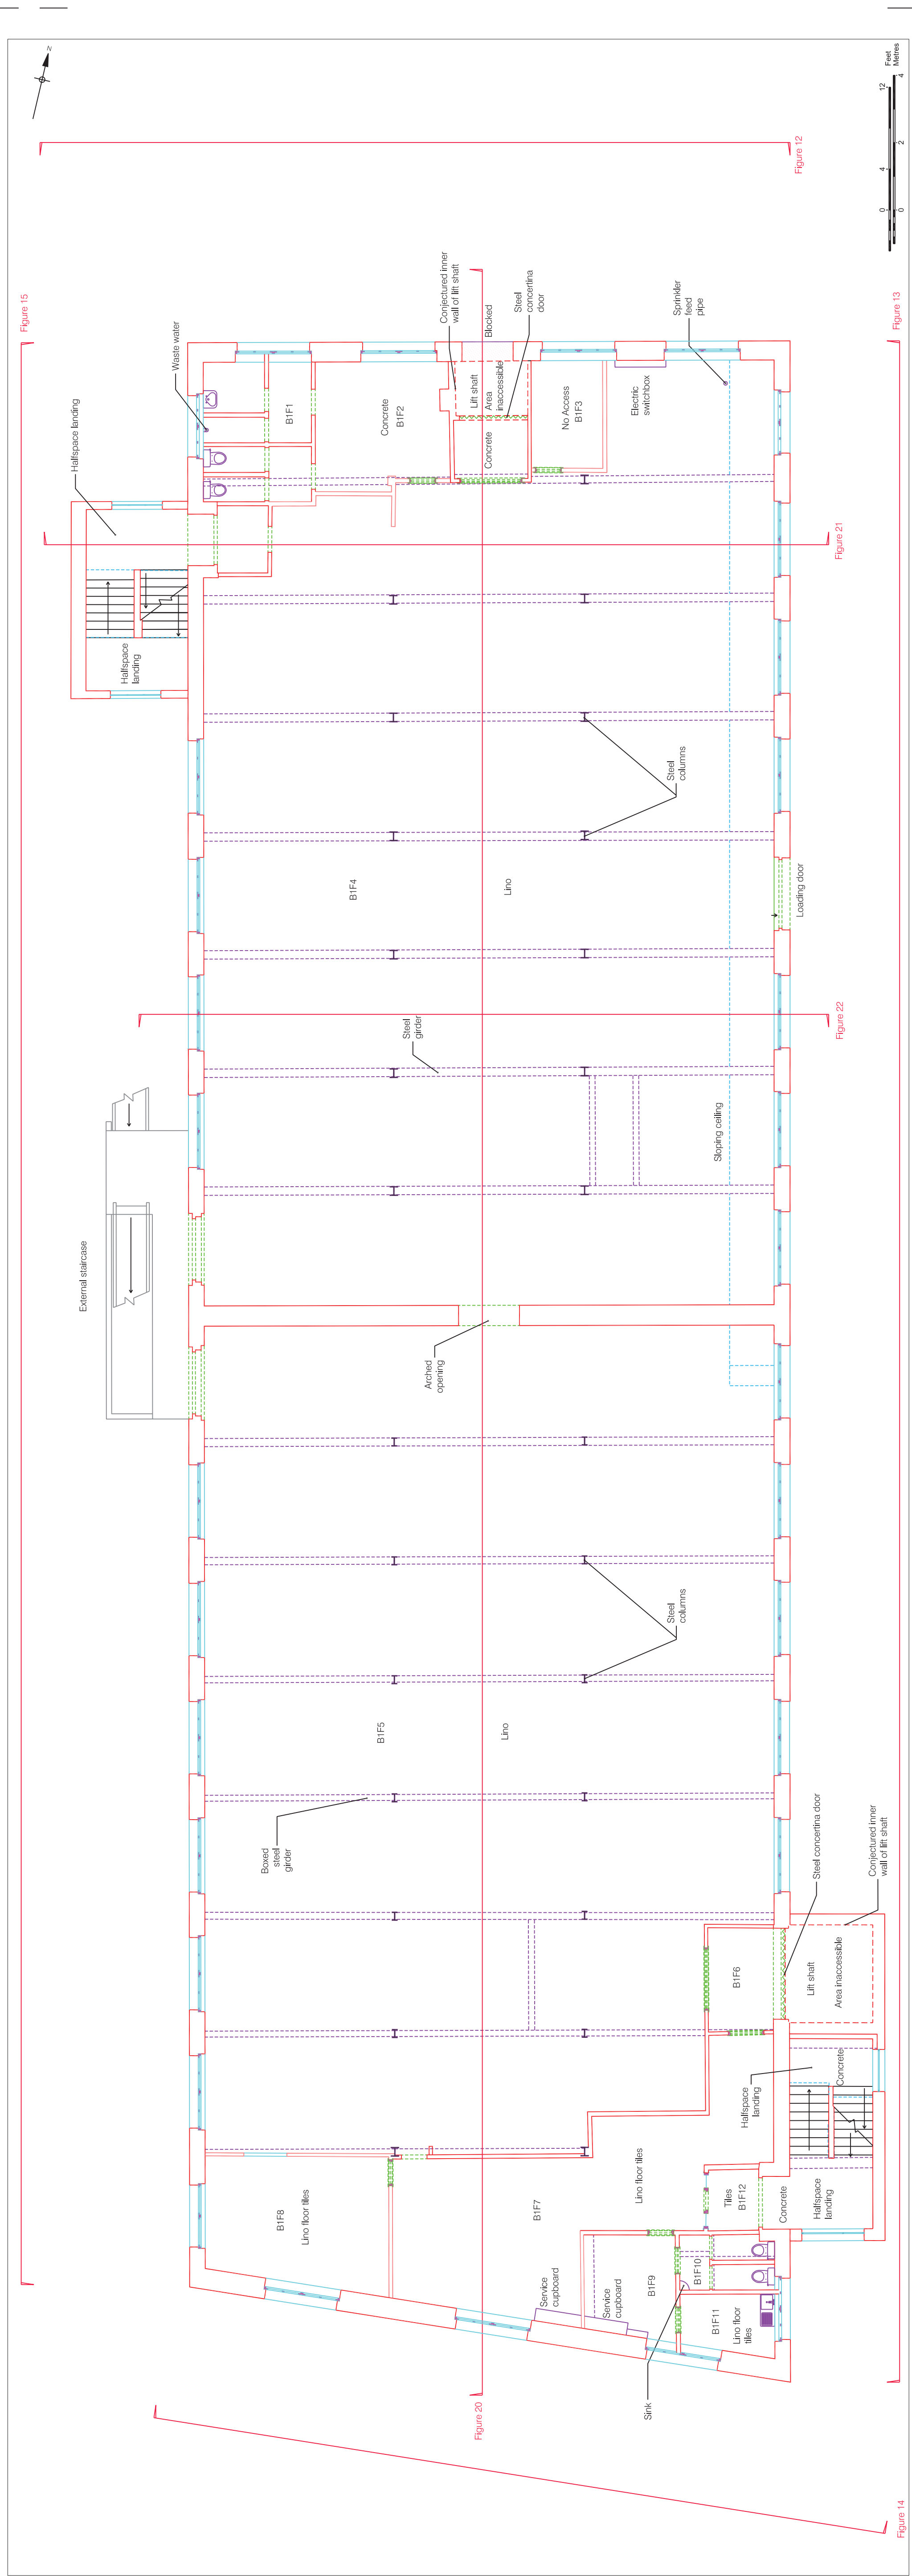 N
Feet
Metres
12
4
4
2
0
0
Figure 12
Figure 15
Figure 13
Waste water
Halfspace landing
Conjectured inner
wall of lift shaft
Blocked
Steel
concertina
door
Sprinkler
feed
pipe
B1F1
Concrete
B1F2
Lift shaft
Area
inaccessible
Concrete
No Access
B1F3
Electric
switchbox
Figure 21
Halfspace
landing
Steel
columns
B1F4
Lino
Loading door
Figure 22
Steel
girder
Sloping ceiling
External staircase
Arched
opening
Steel
columns
B1F5
Lino
Boxed
steel
girder
Steel concertina door
Conjectured inner
wall of lift shaft
B1F6
Lift shaft
Area inaccessible
Halfspace
landing
Concrete
B1F8
Lino floor tiles
B1F7
Lino floor tiles
Tiles
B1F12
Concrete
Halfspace
landing
Service
cupboard
Service
cupboard
B1F9
B1F10
B1F11
Lino floor
tiles
Sink
Figure 20
Figure 14